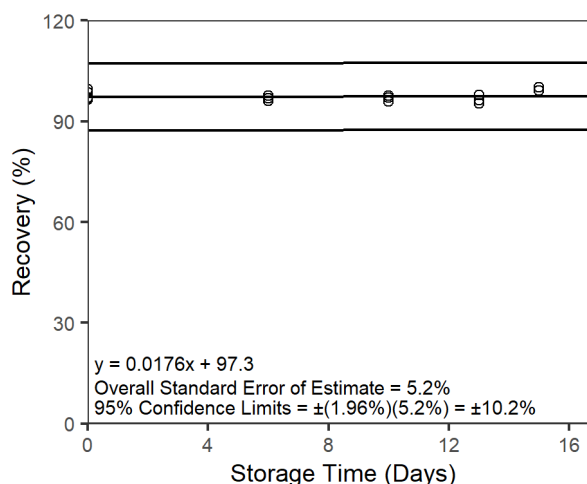 120
90
60
30
0
Recovery (%)
y = 0.0176x + 97.3
Overall Standard Error of Estimate = 5.2%
95% Confidence Limits = ±(1.96%)(5.2%) = ±10.2%
0 4 8 12 16
Storage Time (Days)